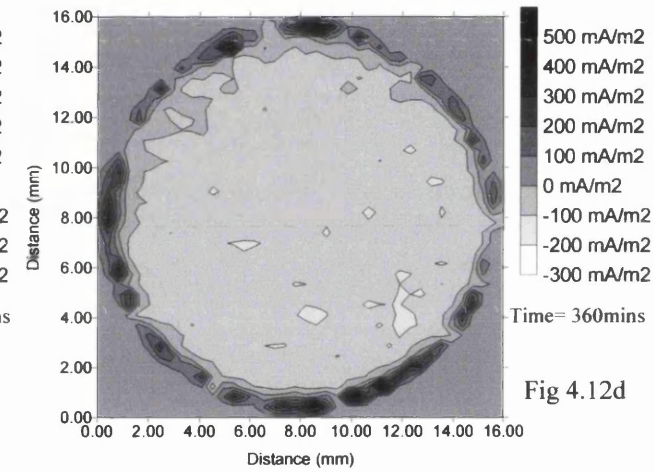 16.00
14.00
12.00
10.00
8.00
6.00
4.00
2.00
0.00
Distance (mm)
0.00 2.00 4.00 6.00 8.00 10.00 12.00 14.00 16.00
Distance (mm)
500 mA/m2
400 mA/m2
300 mA/m2
200 mA/m2
100 mA/m2
0 mA/m2
-100 mA/m2
-200 mA/m2
-300 mA/m2
Time= 360mins
Fig 4.12d